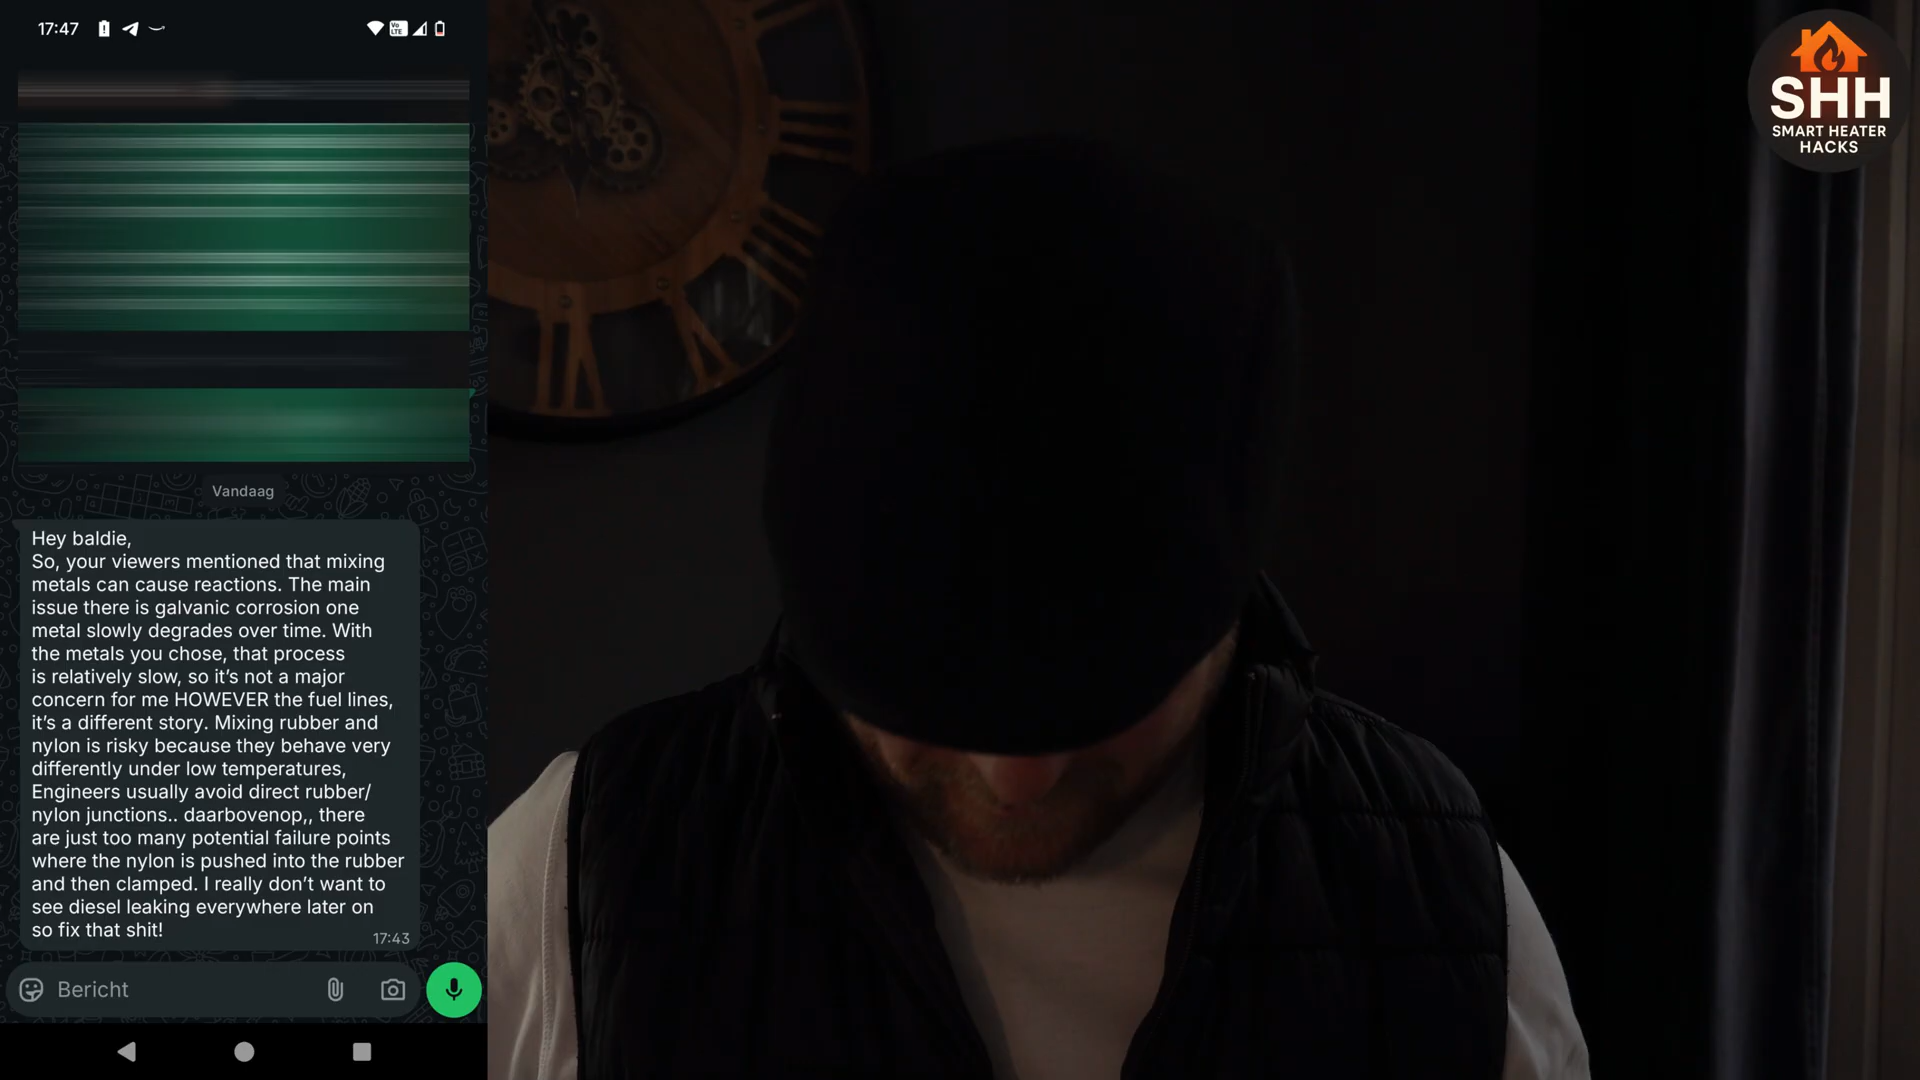 17:47
Vo
LTE
SHH
SMART HEATER
HACKS
Vandaag
Hey baldie,
So, your viewers mentioned that mixing
metals can cause reactions. The main
issue there is galvanic corrosion one
metal slowly degrades over time. With
the metals you chose, that process
is relatively slow, so it’s not a major
concern for me HOWEVER the fuel lines,
it’s a different story. Mixing rubber and
nylon is risky because they behave very
differently under low temperatures,
Engineers usually avoid direct rubber/
nylon junctions.. daarbovenop,, there
are just too many potential failure points
where the nylon is pushed into the rubber
and then clamped. I really don’t want to
see diesel leaking everywhere later on
so fix that shit!
17:43
Bericht